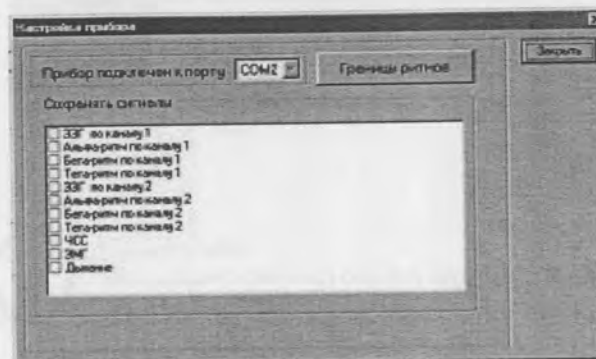 Настройка прибора
Закрыть
Прибор подключен к порту COM2 Границы ритмов
Сохранять сигналы
ЭЭГ по каналу 1
Альфа-ритм по каналу 1
Бета-ритм по каналу 1
Тета-ритм по каналу 1
ЭЭГ по каналу 2
Альфа-ритм по каналу 2
Бета-ритм по каналу 2
Тета-ритм по каналу 2
ЧСС
ЭМГ
Дыхание